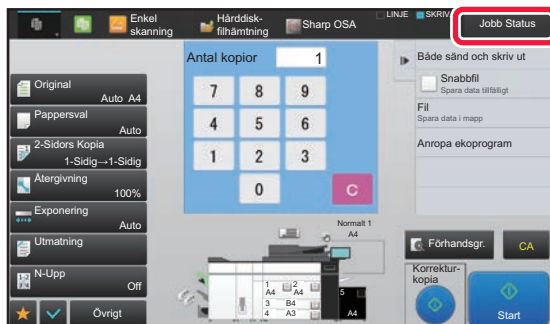 Enkel
skanning
Hårddisk-
filhämtning
Sharp OSA
LINJE
SKRIV
Jobb Status
Original
Auto A4
Pappersval
Auto
2-Sidors Kopia
1-Sidig→1-Sidig
Återgivning
100%
Exponering
Auto
Utmatning
N-Upp
Off
Övrigt
Antal kopior 1
7 8 9
4 5 6
1 2 3
0 C
Normalt 1
A4
1 A4
2 A4
3 B4
4 A3
5
A4
Både sänd och skriv ut
Snabbfil
Spara data tillfälligt
Fil
Spara data i mapp
Anropa ekoprogram
Förhandsgr.
CA
Korrektur-
kopia
Start